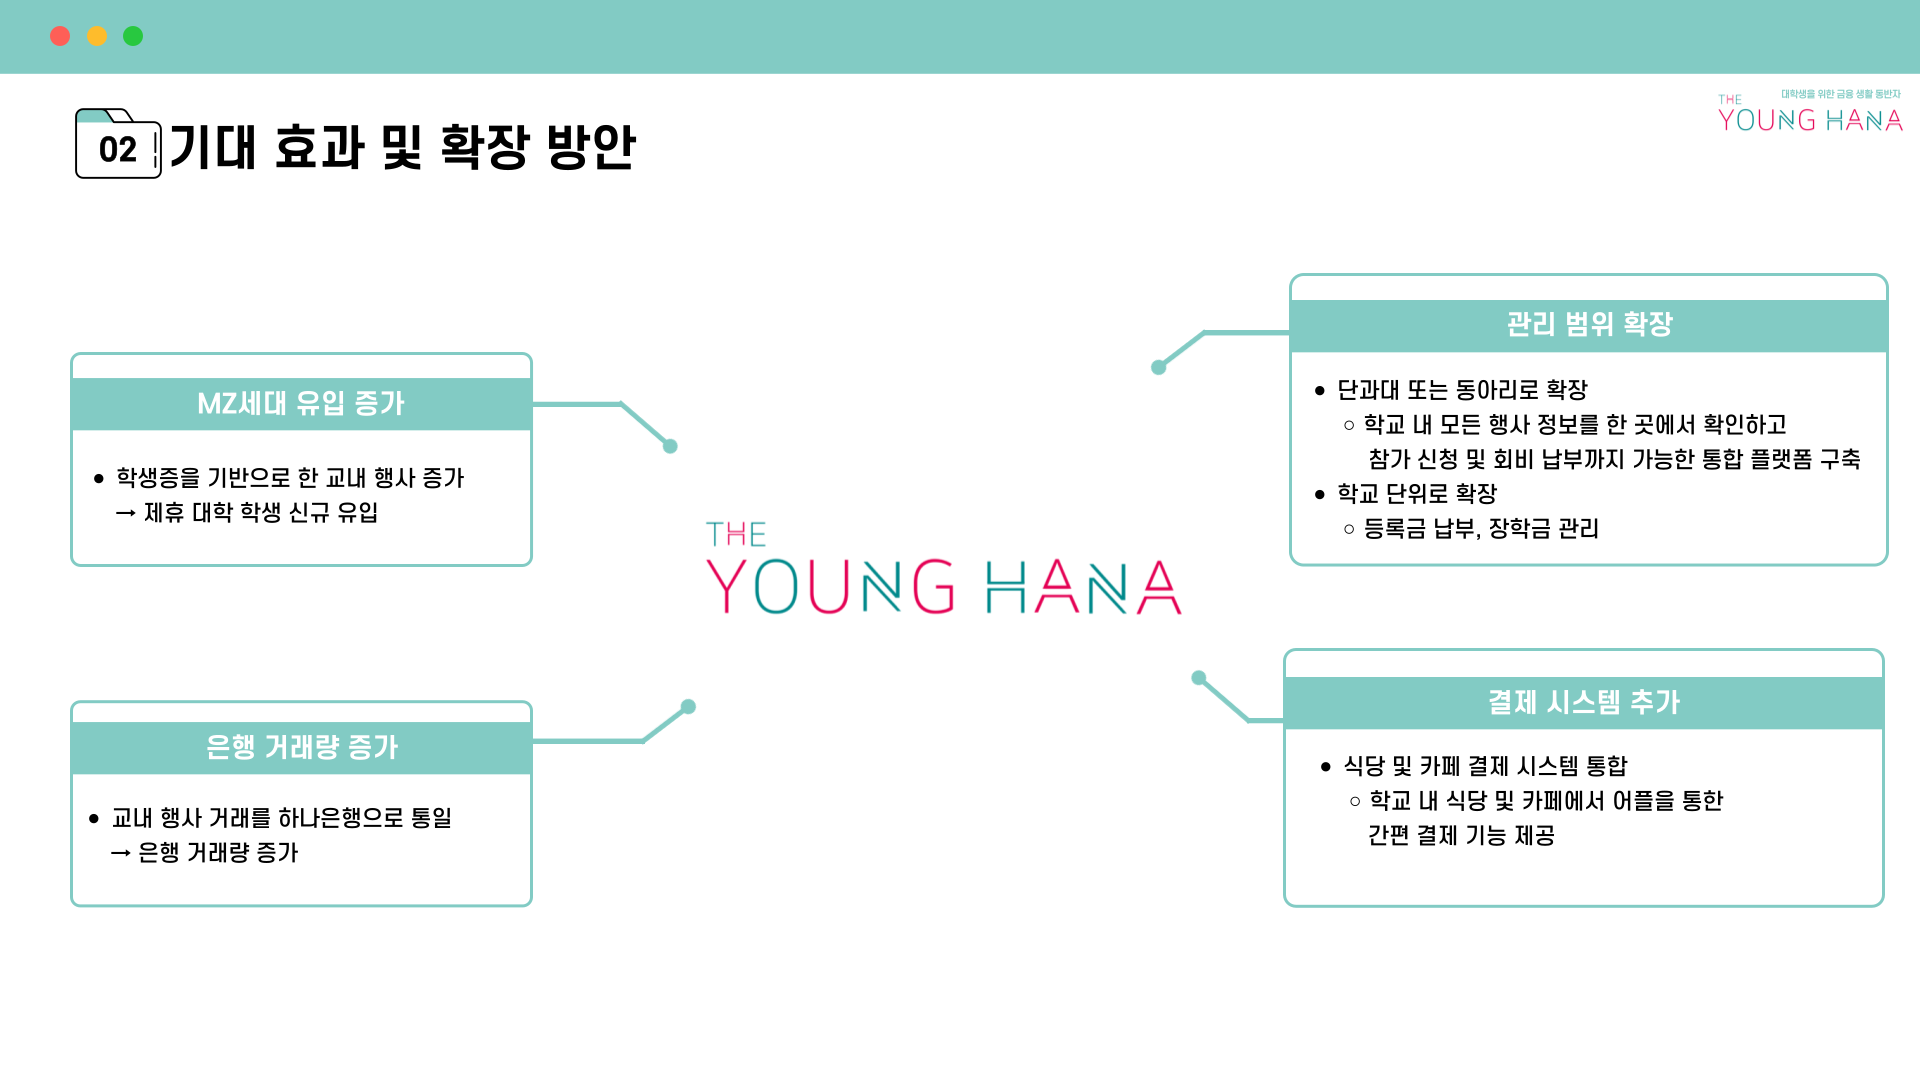 대학생을 위한 금융 생활 동반자
THE
YOUNG HANA
02
기대 효과 및 확장 방안
MZ세대 유입 증가
• 학생증을 기반으로 한 교내 행사 증가
→ 제휴 대학 학생 신규 유입
은행 거래량 증가
• 교내 행사 거래를 하나은행으로 통일
→ 은행 거래량 증가
THE
YOUNG HANA
관리 범위 확장
• 단과대 또는 동아리로 확장
○ 학교 내 모든 행사 정보를 한 곳에서 확인하고
참가 신청 및 회비 납부까지 가능한 통합 플랫폼 구축
• 학교 단위로 확장
○ 등록금 납부, 장학금 관리
결제 시스템 추가
• 식당 및 카페 결제 시스템 통합
○ 학교 내 식당 및 카페에서 어플을 통한
간편 결제 기능 제공